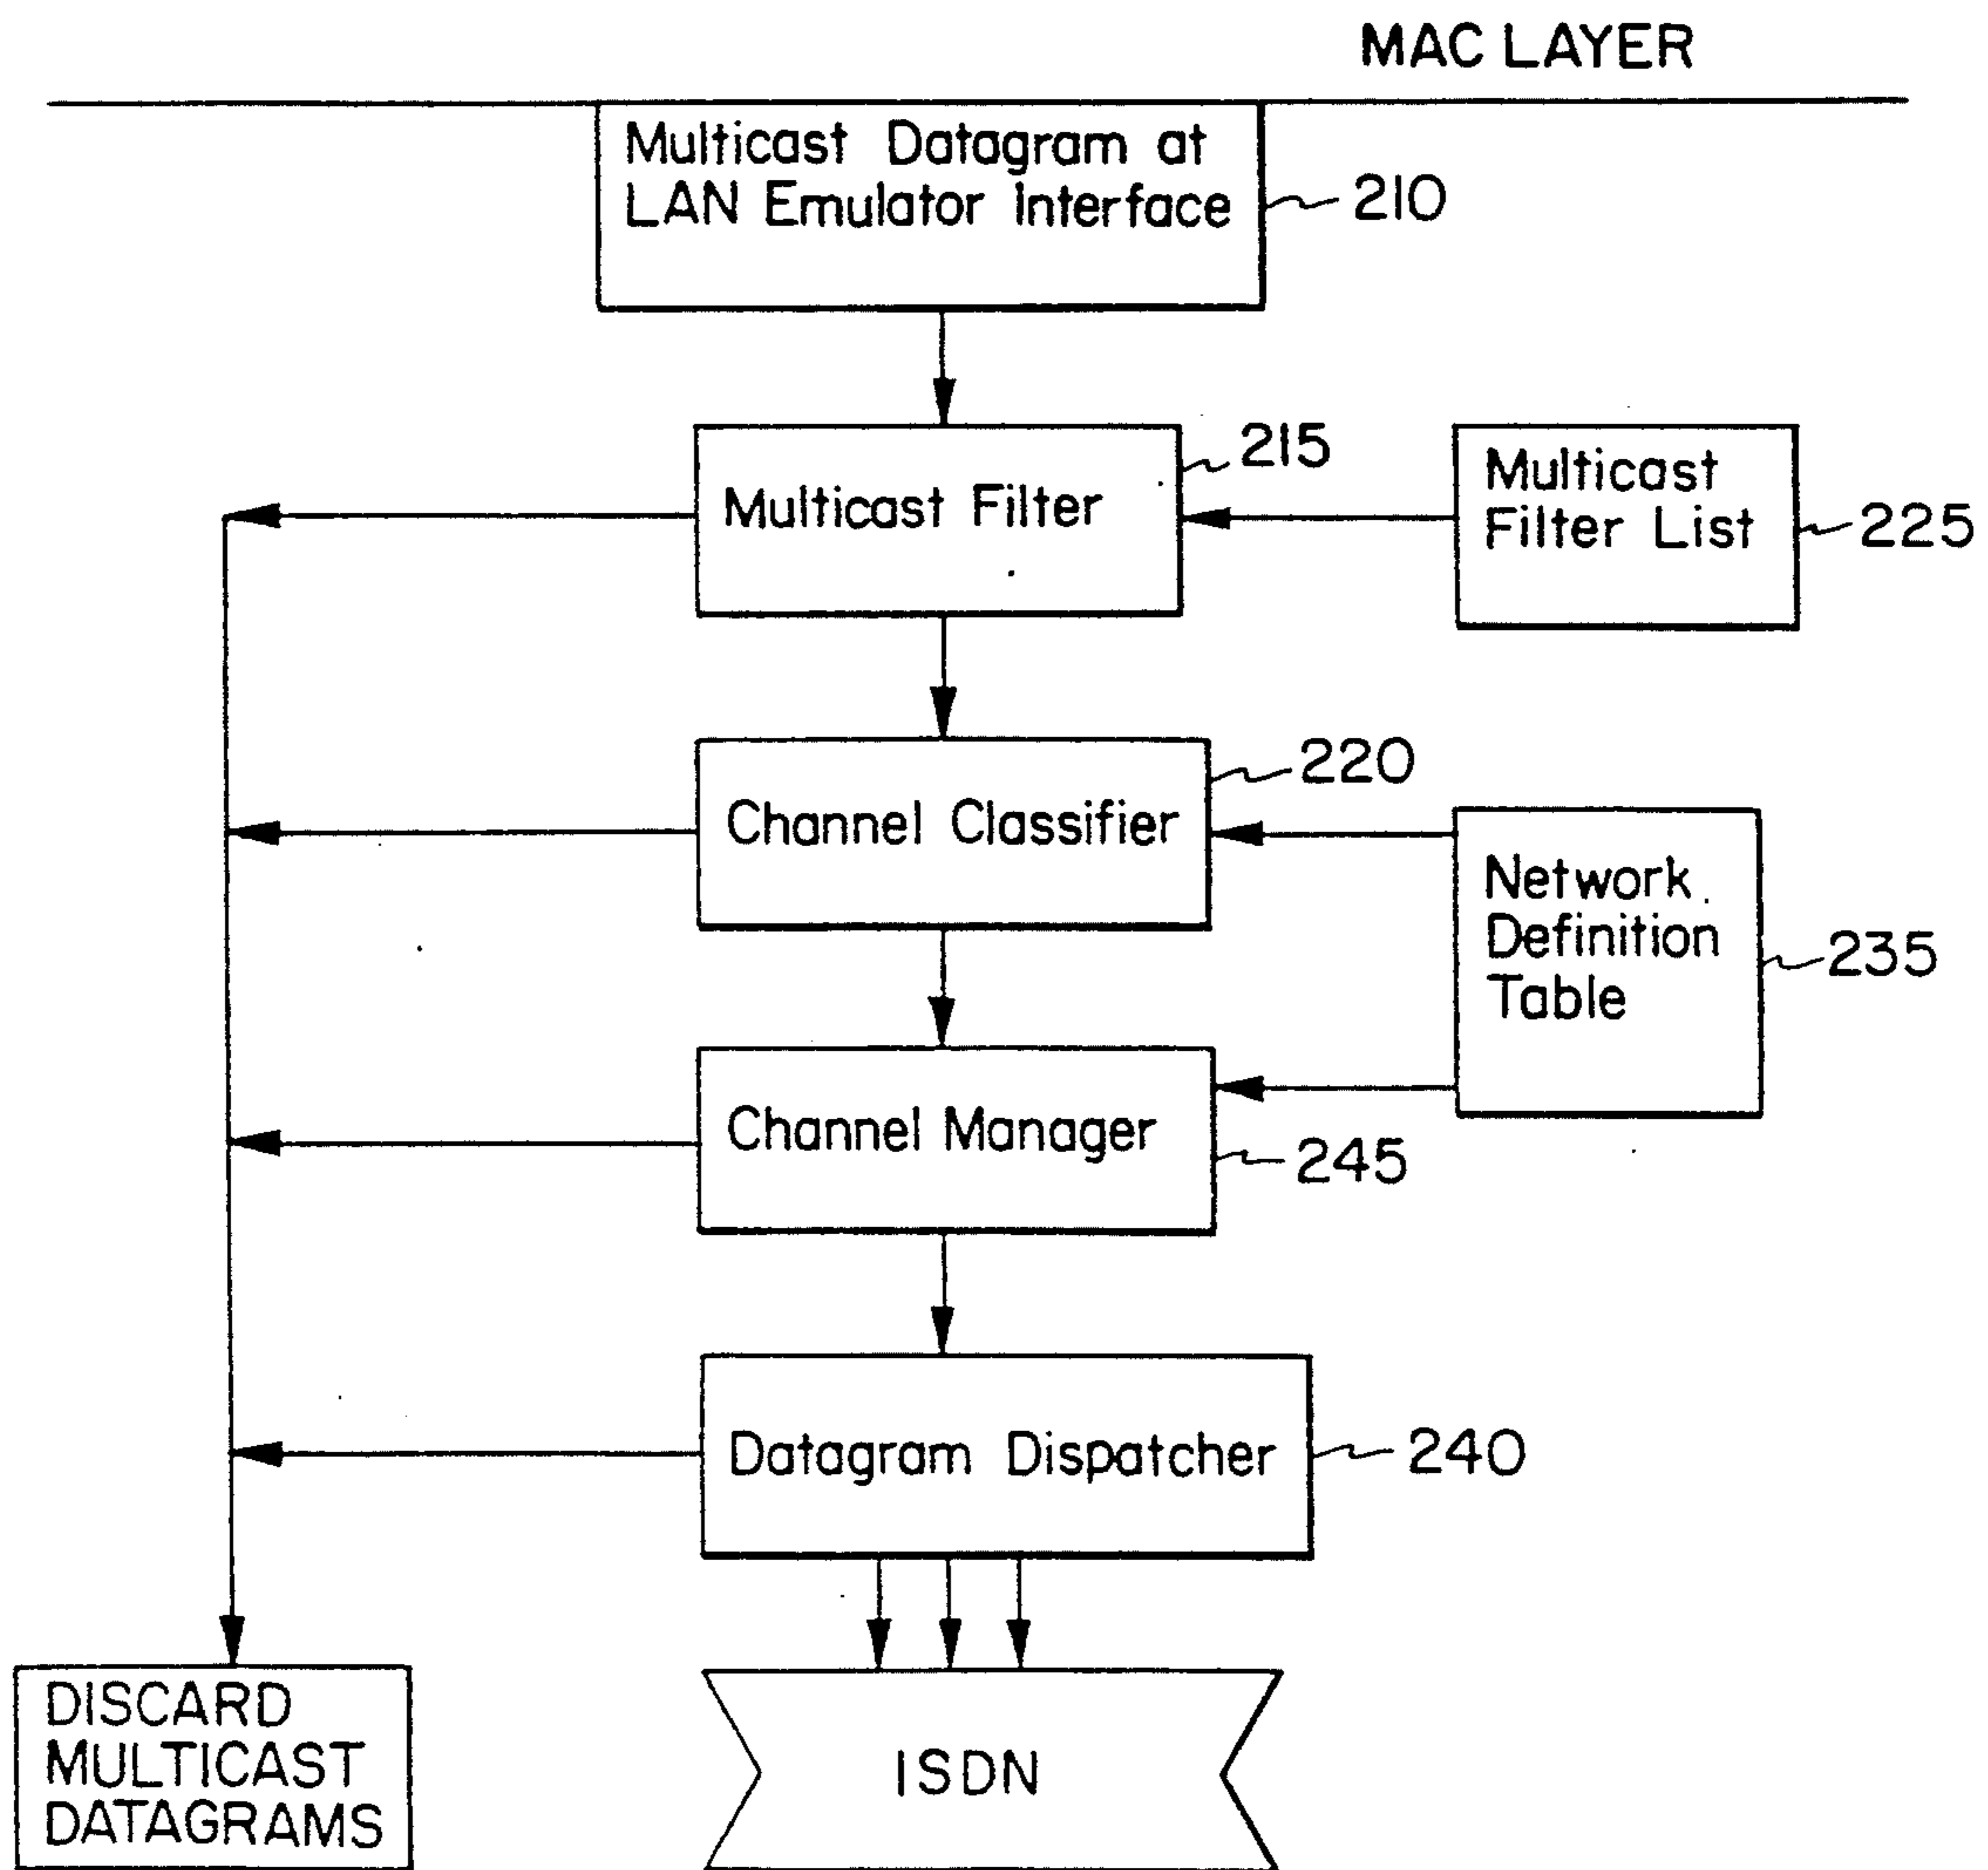 MAC LAYER
Multicast Datagram at
LAN Emulator Interface
210
Multicast Filter
215
Multicast
Filter List
225
Channel Classifier
220
Network
Definition
Table
235
Channel Manager
245
Datagram Dispatcher
240
DISCARD
MULTICAST
DATAGRAMS
ISDN